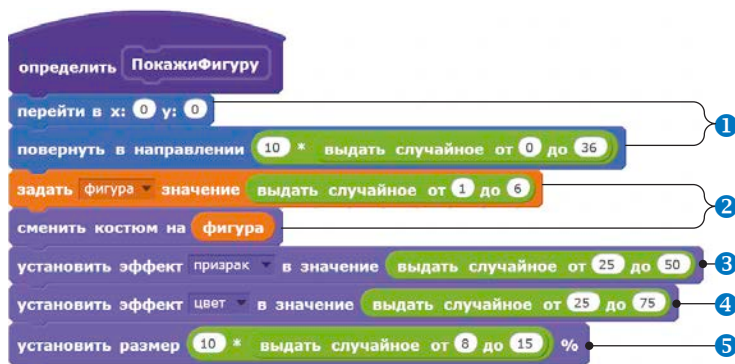 определить ПокажиФигуру
перейти в x: 0 y: 0
1
повернуть в направлении 10 * выдать случайное от 0 до 36
задать фигура значение выдать случайное от 1 до 6
2
сменить костюм на фигура
установить эффект призрак в значение выдать случайное от 25 до 50 3
установить эффект цвет в значение выдать случайное от 25 до 75 4
установить размер 10 * выдать случайное от 8 до 15 % 5